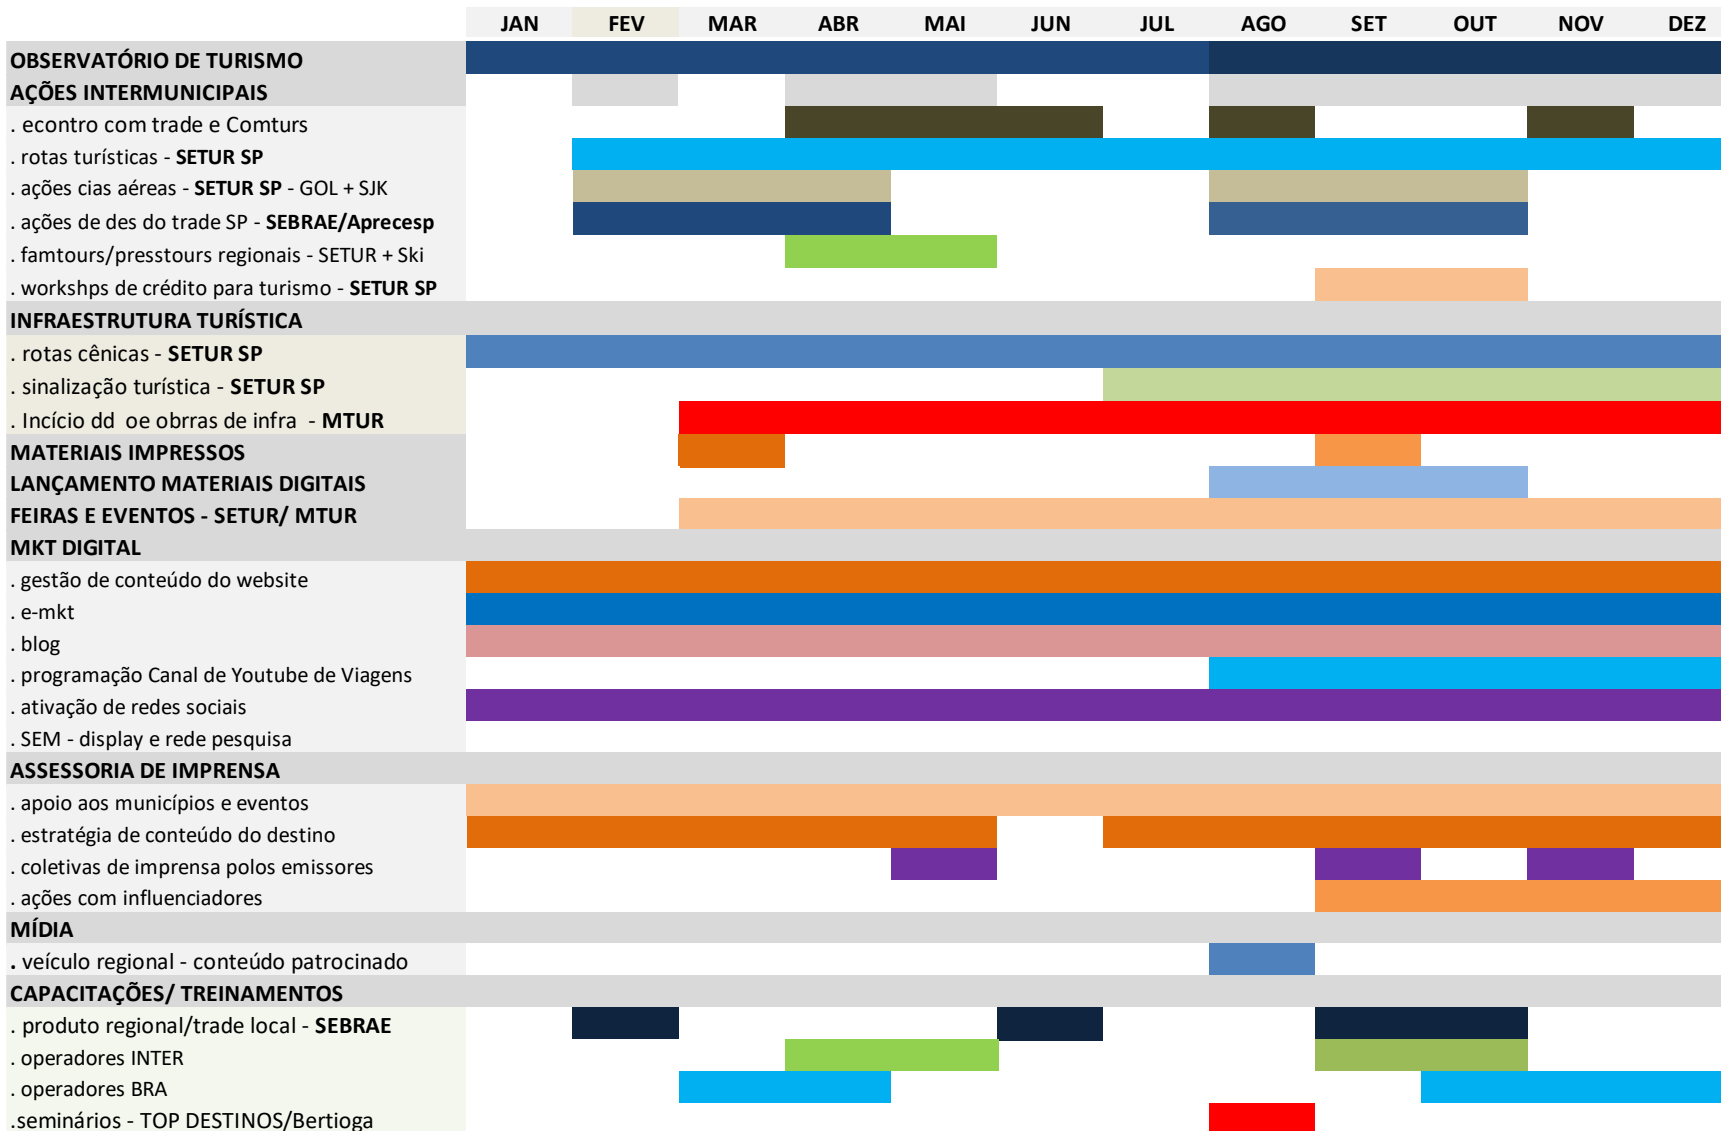 JAN FEV MAR ABR MAI JUN JUL AGO SET OUT NOV DEZ
OBSERVATÓRIO DE TURISMO
AÇÕES INTERMUNICIPAIS
. econtro com trade e Comturs
. rotas turísticas - SETUR SP
. ações cias aéreas - SETUR SP - GOL + SJK
. ações de des do trade SP - SEBRAE/Aprecesp
. famtours/presstours regionais - SETUR + Ski
. workshps de crédito para turismo - SETUR SP
INFRAESTRUTURA TURÍSTICA
. rotas cênicas - SETUR SP
. sinalização turística - SETUR SP
. Incício dd oe obrras de infra - MTUR
MATERIAIS IMPRESSOS
LANÇAMENTO MATERIAIS DIGITAIS
FEIRAS E EVENTOS - SETUR/ MTUR
MKT DIGITAL
. gestão de conteúdo do website
. e-mkt
. blog
. programação Canal de Youtube de Viagens
. ativação de redes sociais
. SEM - display e rede pesquisa
ASSESSORIA DE IMPRENSA
. apoio aos municípios e eventos
. estratégia de conteúdo do destino
. coletivas de imprensa polos emissores
. ações com influenciadores
MÍDIA
. veículo regional - conteúdo patrocinado
CAPACITAÇÕES/ TREINAMENTOS
. produto regional/trade local - SEBRAE
. operadores INTER
. operadores BRA
.seminários - TOP DESTINOS/Bertioga